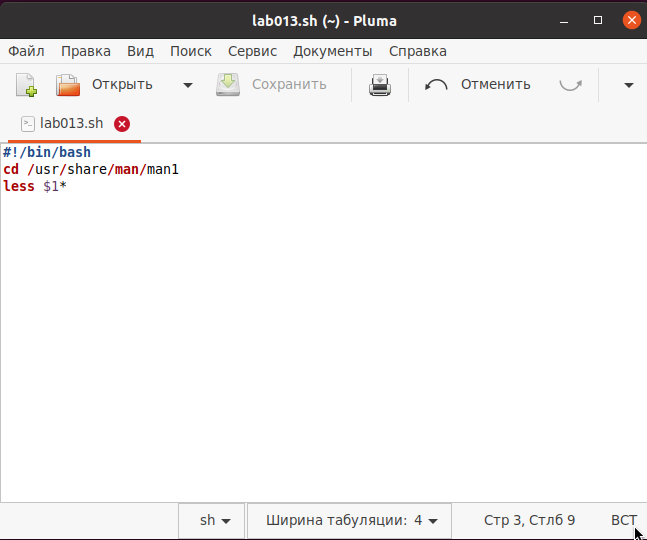 lab013.sh (~) - Pluma
Файл Правка Вид Поиск Сервис Документы Справка
Открыть Сохранить Отменить
lab013.sh
#!/bin/bash
cd /usr/share/man/man1
less $1*
sh Ширина табуляции: 4 Стр 3, Стлб 9 ВСТ